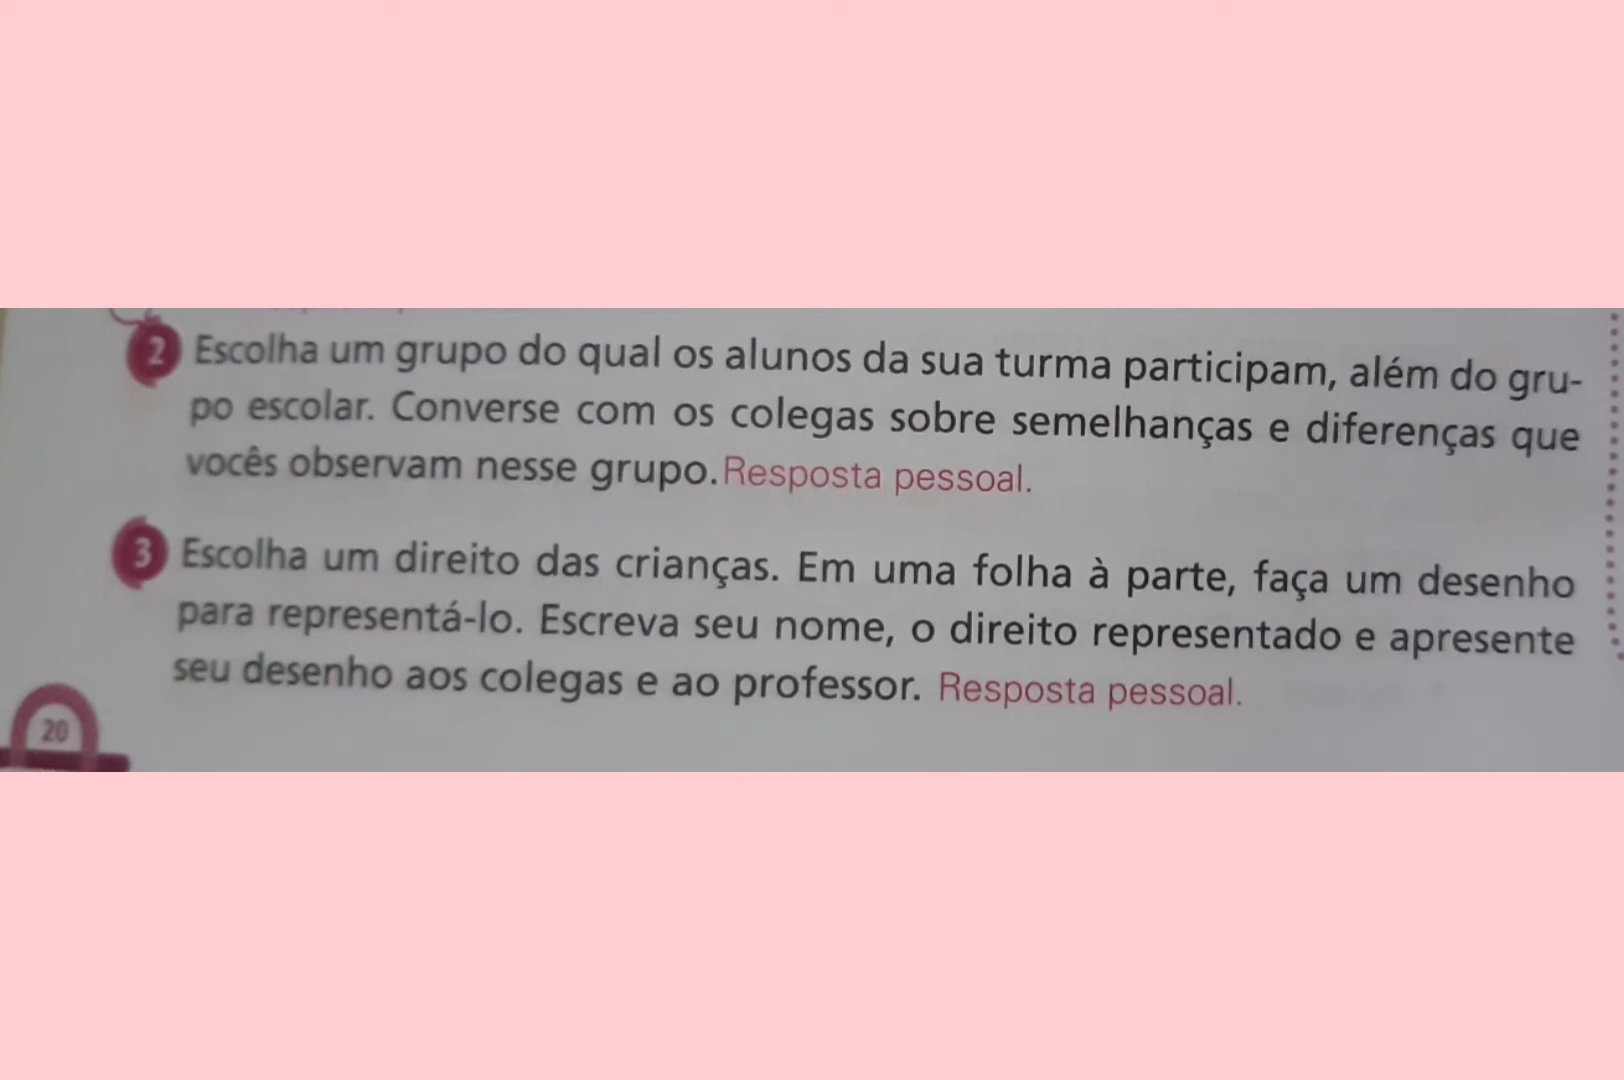 2 Escolha um grupo do qual os alunos da sua turma participam, além do gru-
po escolar. Converse com os colegas sobre semelhanças e diferenças que
vocês observam nesse grupo. Resposta pessoal.
3 Escolha um direito das crianças. Em uma folha à parte, faça um desenho
para representá-lo. Escreva seu nome, o direito representado e apresente
seu desenho aos colegas e ao professor. Resposta pessoal.
20